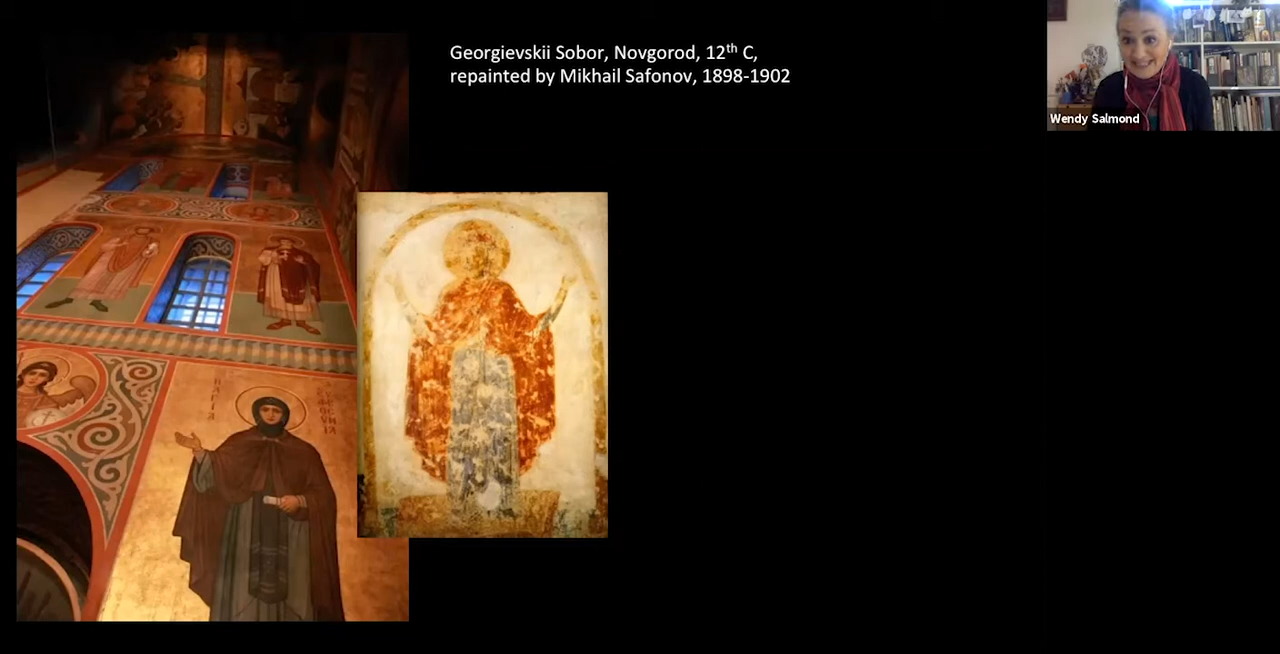 Georgievskii Sobor, Novgorod, 12th C,
repainted by Mikhail Safonov, 1898-1902
Wendy Salmond